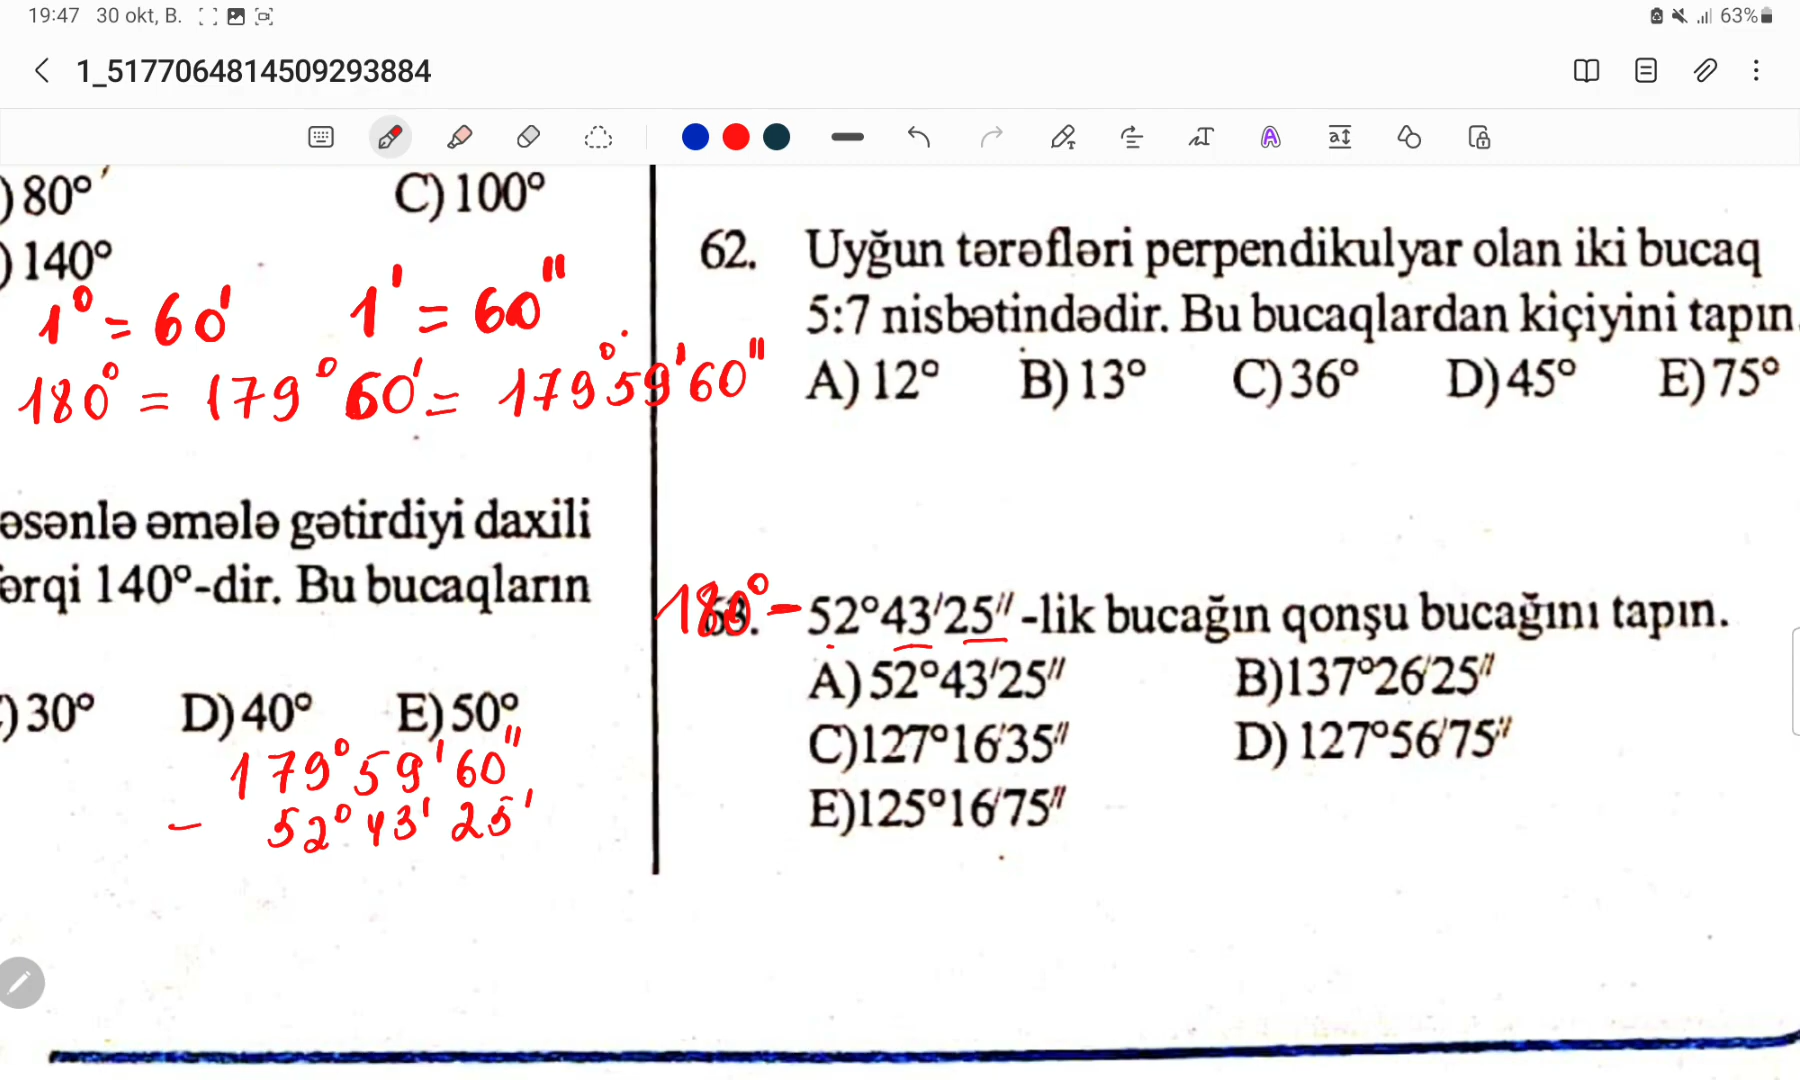 19:47 30 okt, B. 63%
1_5177064814509293884
)80°
C)100°
)140°
1° = 60' 1' = 60"
180° = 179°60' = 179°59'60"
əsənlə əmələ gətirdiyi daxili
ərqi 140°-dir. Bu bucaqların
)30° D)40° E)50°
179°59'60"
- 52°43'25'
62. Uyğun tərəfləri perpendikulyar olan iki bucaq
5:7 nisbətindədir. Bu bucaqlardan kiçiyini tapın.
A)12° B)13° C)36° D)45° E)75°
180° -
63. 52°43'25"-lik bucağın qonşu bucağını tapın.
A)52°43'25" B)137°26'25"
C)127°16'35" D)127°56'75"
E)125°16'75"